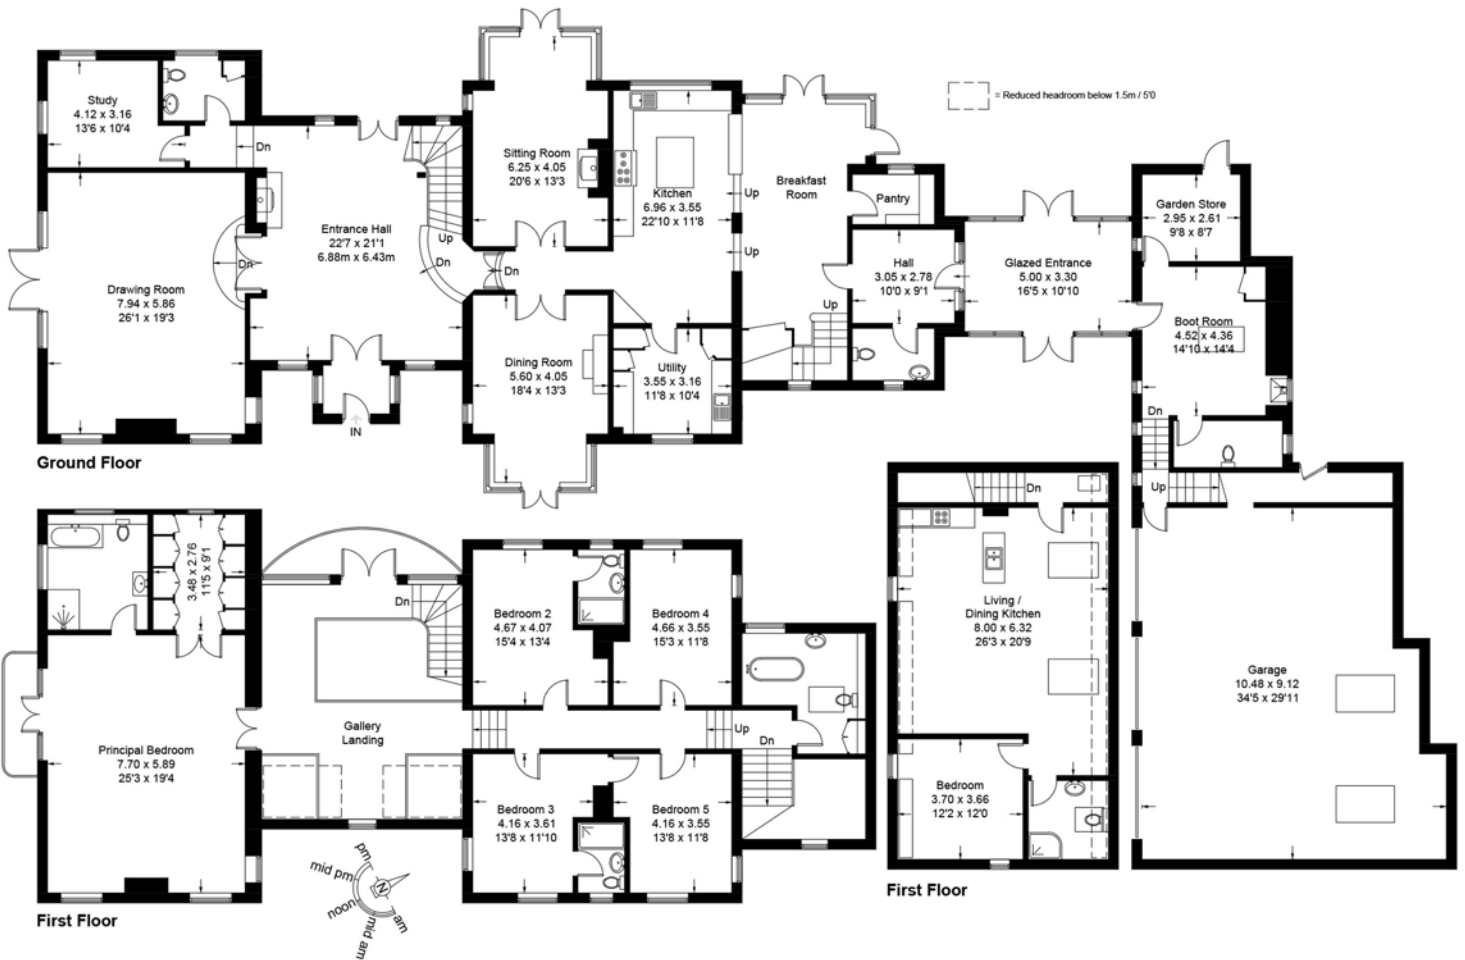 Study
4.12 x 3.16
13'6 x 10'4
Dn
Drawing Room
7.94 x 5.86
26'1 x 19'3
Dn
Entrance Hall
22'7 x 21'1
6.88m x 6.43m
Up
Dn
IN
Sitting Room
6.25 x 4.05
20'6 x 13'3
Dn
Dining Room
5.60 x 4.05
18'4 x 13'3
Kitchen
6.96 x 3.55
22'10 x 11'8
Up
Up
Utility
3.55 x 3.16
11'8 x 10'4
Breakfast
Room
Up
Pantry
Hall
3.05 x 2.78
10'0 x 9'1
= Reduced headroom below 1.5m / 5'0
Glazed Entrance
5.00 x 3.30
16'5 x 10'10
Garden Store
2.95 x 2.61
9'8 x 8'7
Boot Room
4.52 x 4.36
14'10 x 14'4
Dn
Up
Garage
10.48 x 9.12
34'5 x 29'11
Ground Floor
3.48 x 2.76
11'5 x 9'1
Principal Bedroom
7.70 x 5.89
25'3 x 19'4
Dn
Gallery
Landing
Bedroom 2
4.67 x 4.07
15'4 x 13'4
Bedroom 4
4.66 x 3.55
15'3 x 11'8
Up
Dn
Bedroom 3
4.16 x 3.61
13'8 x 11'10
Bedroom 5
4.16 x 3.55
13'8 x 11'8
pm
mid pm
noon
mid am
am
N
First Floor
Dn
Living /
Dining Kitchen
8.00 x 6.32
26'3 x 20'9
Bedroom
3.70 x 3.66
12'2 x 12'0
First Floor